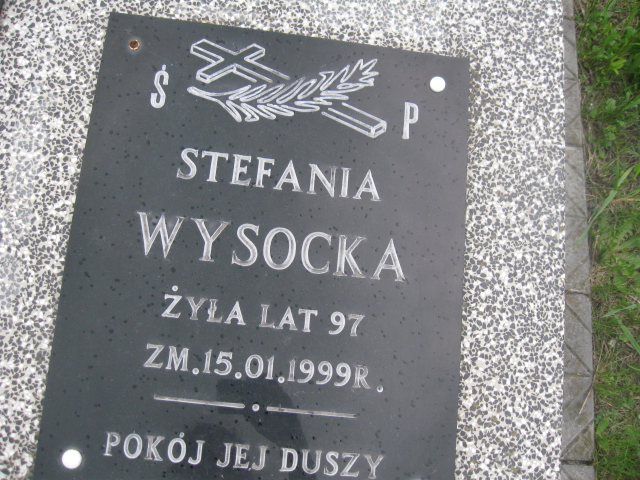 Ś P
STEFANIA
WYSOCKA
ŻYŁA LAT 97
ZM.15.01.1999R.
POKÓJ JEJ DUSZY